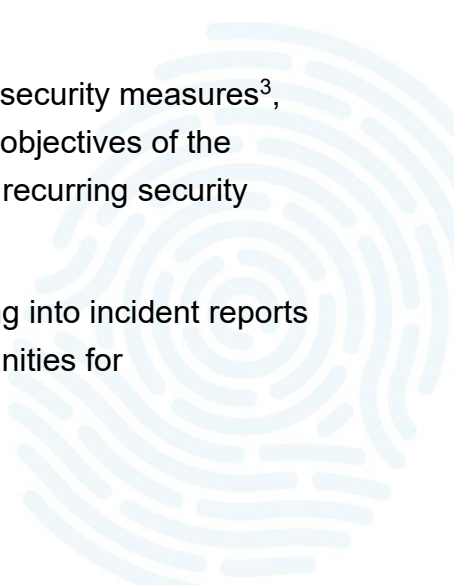 security measures³,
objectives of the
recurring security
g into incident reports
nities for